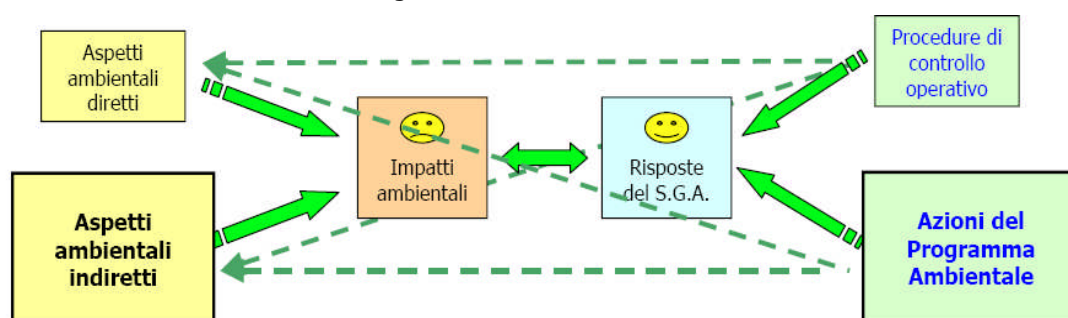 Aspetti
ambientali
diretti
Procedure di
controllo
operativo
Impatti
ambientali
Risposte
del S.G.A.
Aspetti
ambientali
indiretti
Azioni del
Programma
Ambientale